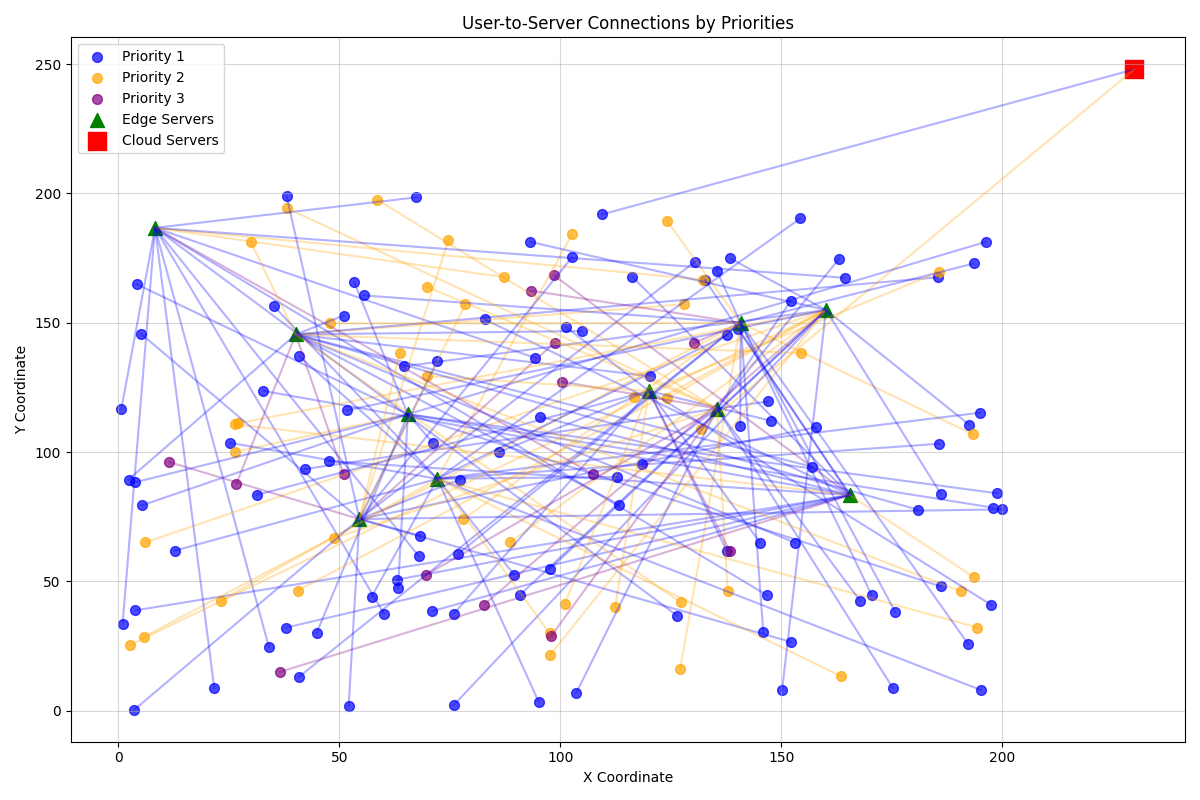 User-to-Server Connections by Priorities
Priority 1
Priority 2
Priority 3
Edge Servers
Cloud Servers
Y Coordinate
250
200
150
100
50
0
0 50 100 150 200
X Coordinate